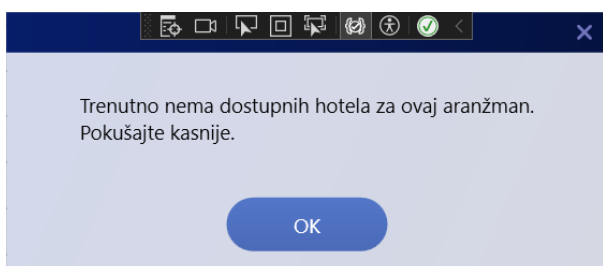 Trenutno nema dostupnih hotela za ovaj aranžman.
Pokušajte kasnije.
OK